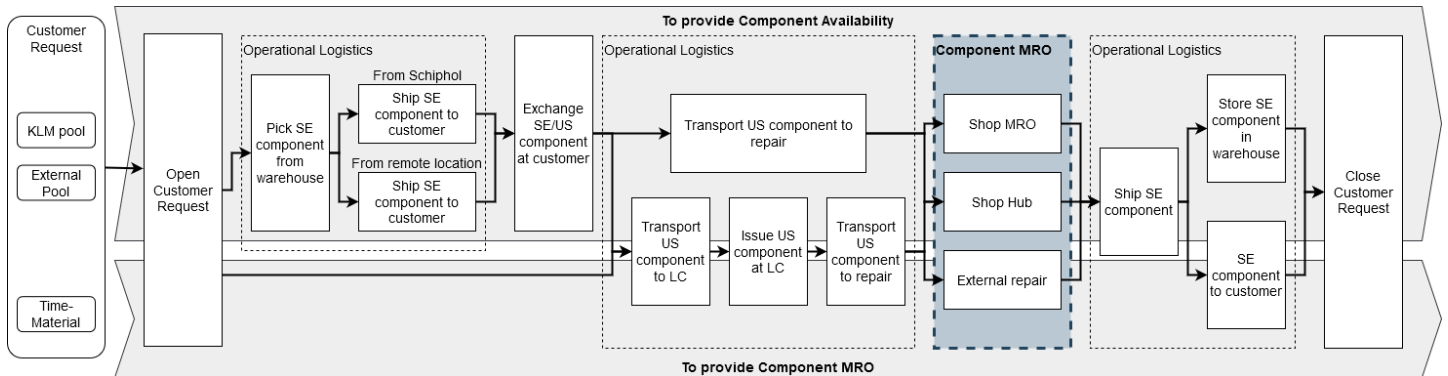 To provide Component Availability
Customer
Request
KLM pool
External
Pool
Time-
Material
Open
Customer
Request
Operational Logistics
Pick SE
component
from
warehouse
From Schiphol
Ship SE
component to
customer
From remote location
Ship SE
component to
customer
Exchange
SE/US
component
at customer
Operational Logistics
Transport US component to
repair
Transport
US
component
to LC
Issue US
component
at LC
Transport
US
component
to repair
Component MRO
Shop MRO
Shop Hub
External repair
Operational Logistics
Ship SE
component
Store SE
component
in
warehouse
SE
component
to customer
Close
Customer
Request
To provide Component MRO